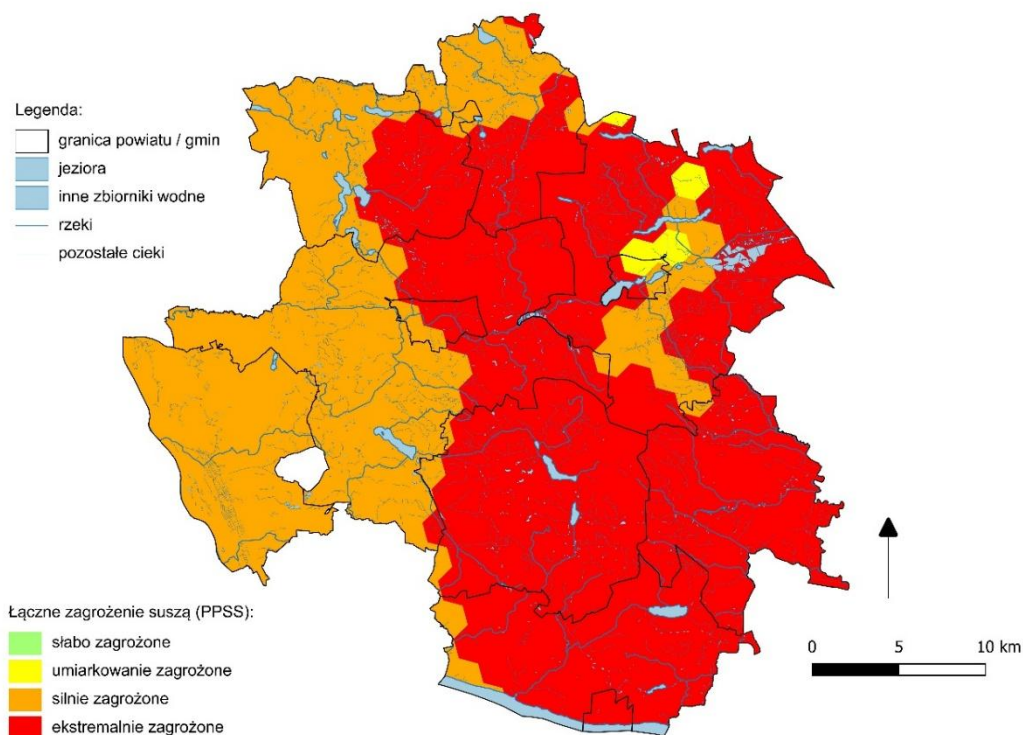 Legenda:
granica powiatu / gmin
jeziora
inne zbiorniki wodne
rzeki
pozostałe cieki
Łączne zagrożenie suszą (PPSS):
słabo zagrożone
umiarkowanie zagrożone
silnie zagrożone
ekstremalnie zagrożone
0 5 10 km